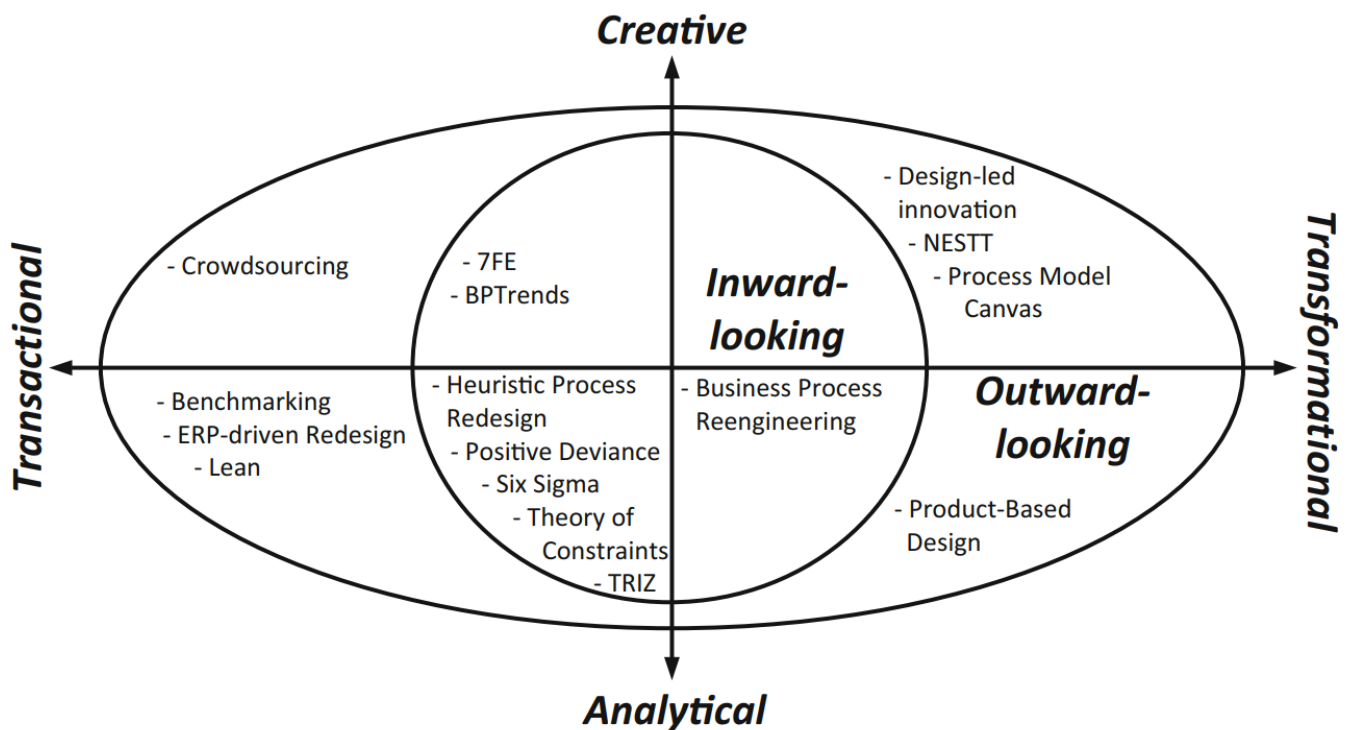 Creative
- Design-led
innovation
- NESTT
- Process Model
Canvas
- Crowdsourcing
- 7FE
- BPTrends
Inward-
looking
Transactional
Transformational
- Benchmarking
- ERP-driven Redesign
- Lean
- Heuristic Process
Redesign
- Positive Deviance
- Six Sigma
- Theory of
Constraints
- TRIZ
- Business Process
Reengineering
Outward-
looking
- Product-Based
Design
Analytical